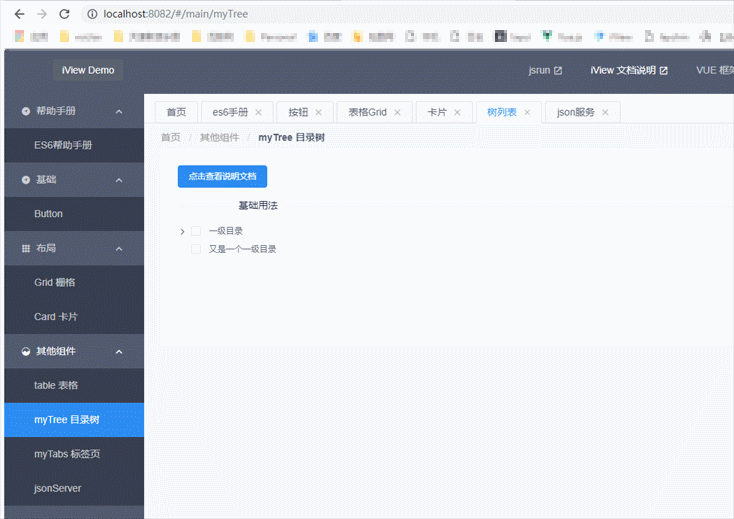 localhost:8082/#/main/myTree
iView Demo
jsrun
iView 文档说明
VUE 框架
帮助手册
ES6帮助手册
基础
Button
布局
Grid 栅格
Card 卡片
其他组件
table 表格
myTree 目录树
myTabs 标签页
jsonServer
首页
es6手册
按钮
表格Grid
卡片
树列表
json服务
首页 / 其他组件 / myTree 目录树
点击查看说明文档
基础用法
一级目录
又是一个一级目录